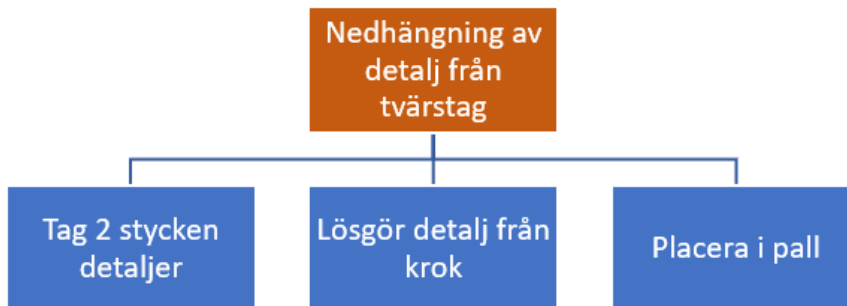 Nedhängning av
detalj från
tvärstag
Tag 2 stycken
detaljer
Lösgör detalj från
krok
Placera i pall